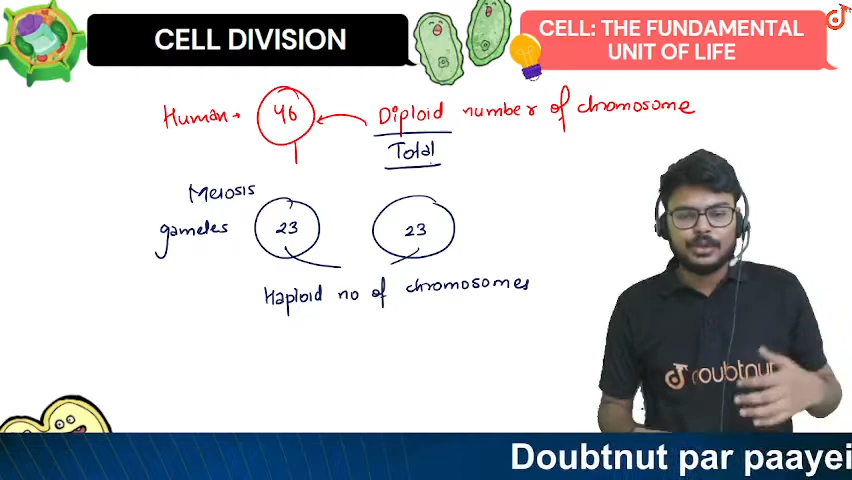 CELL DIVISION
CELL: THE FUNDAMENTAL
UNIT OF LIFE
Human → 46 ← Diploid number of chromosome
Total
Meiosis
gametes 23 23
Haploid no of chromosomes
doubtnut
Doubtnut par paayei